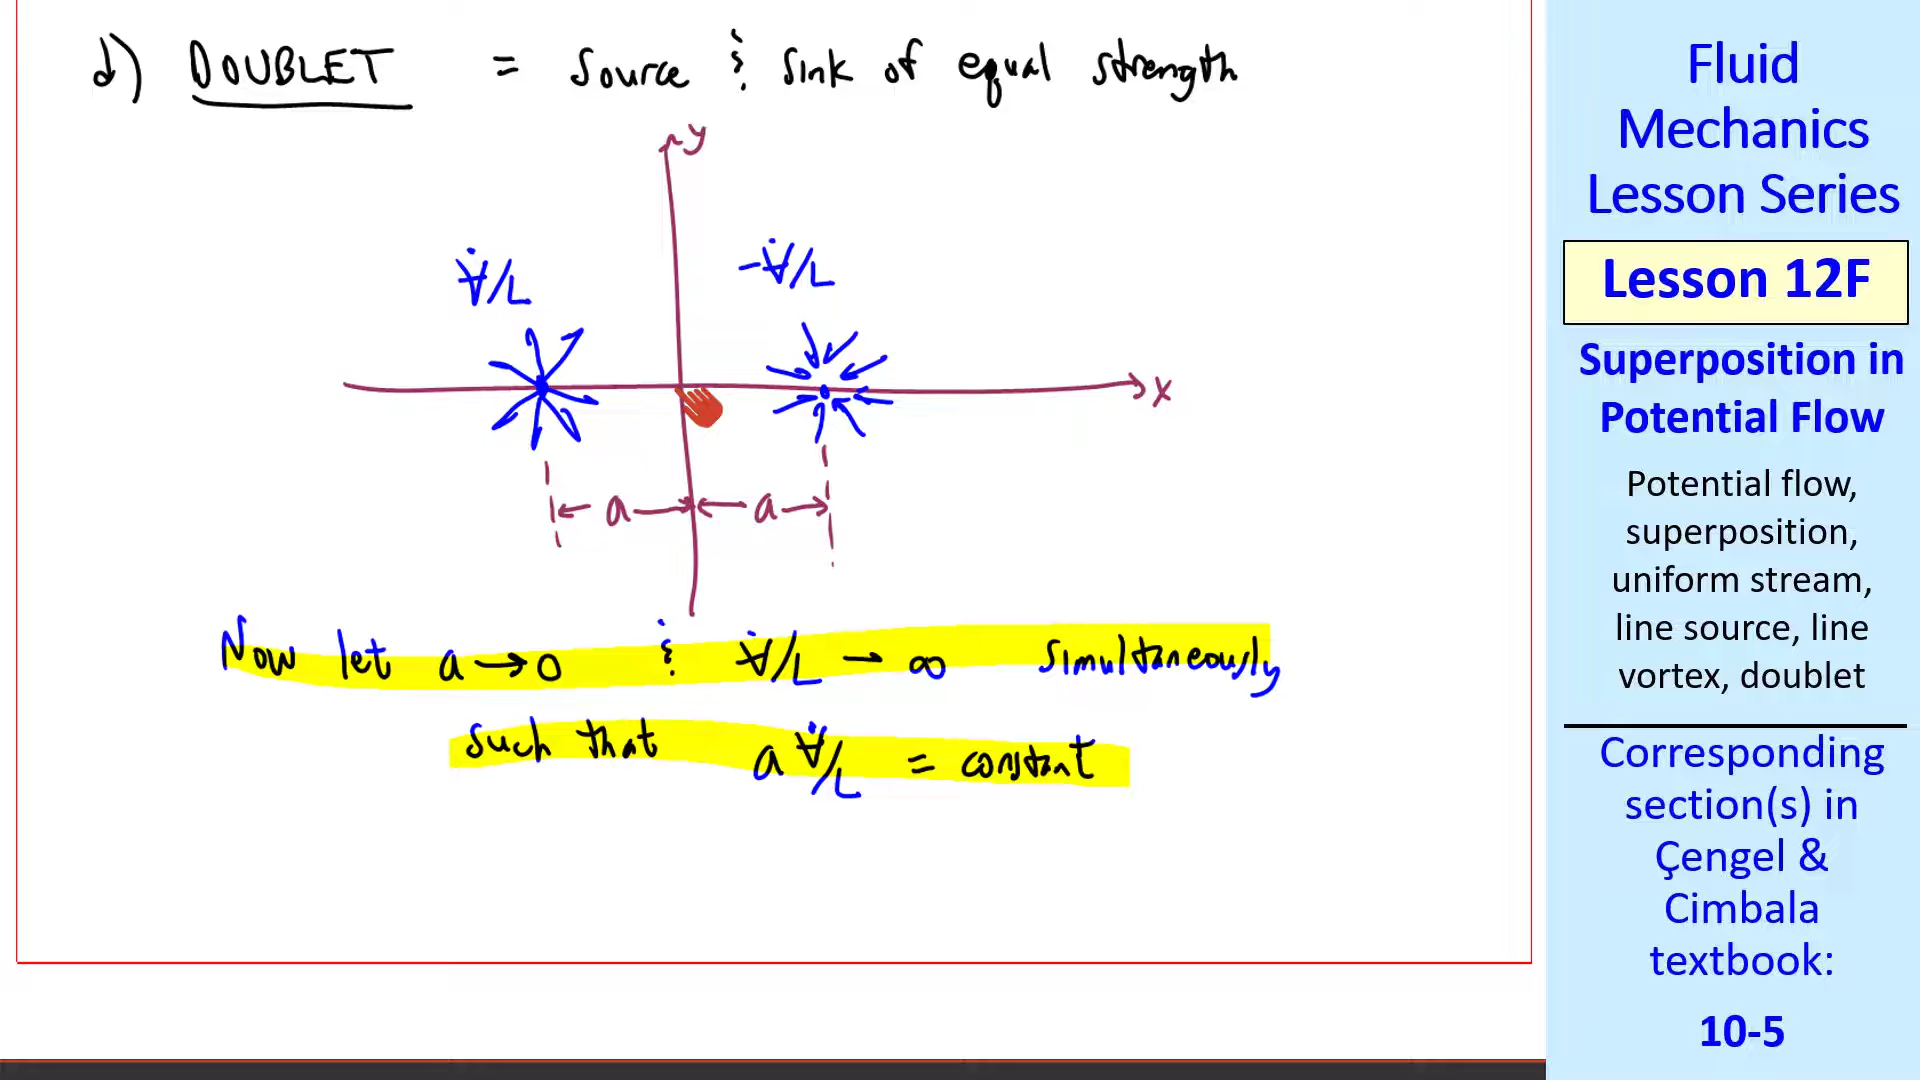 d) DOUBLET = Source & Sink of equal strength
y
V̶̇/L
-V̶̇/L
x
a
a
Now let a → 0 & V̶̇/L → ∞ simultaneously
such that a V̶̇/L = constant
Fluid
Mechanics
Lesson Series
Lesson 12F
Superposition in
Potential Flow
Potential flow,
superposition,
uniform stream,
line source, line
vortex, doublet
Corresponding
section(s) in
Çengel &
Cimbala
textbook:
10-5